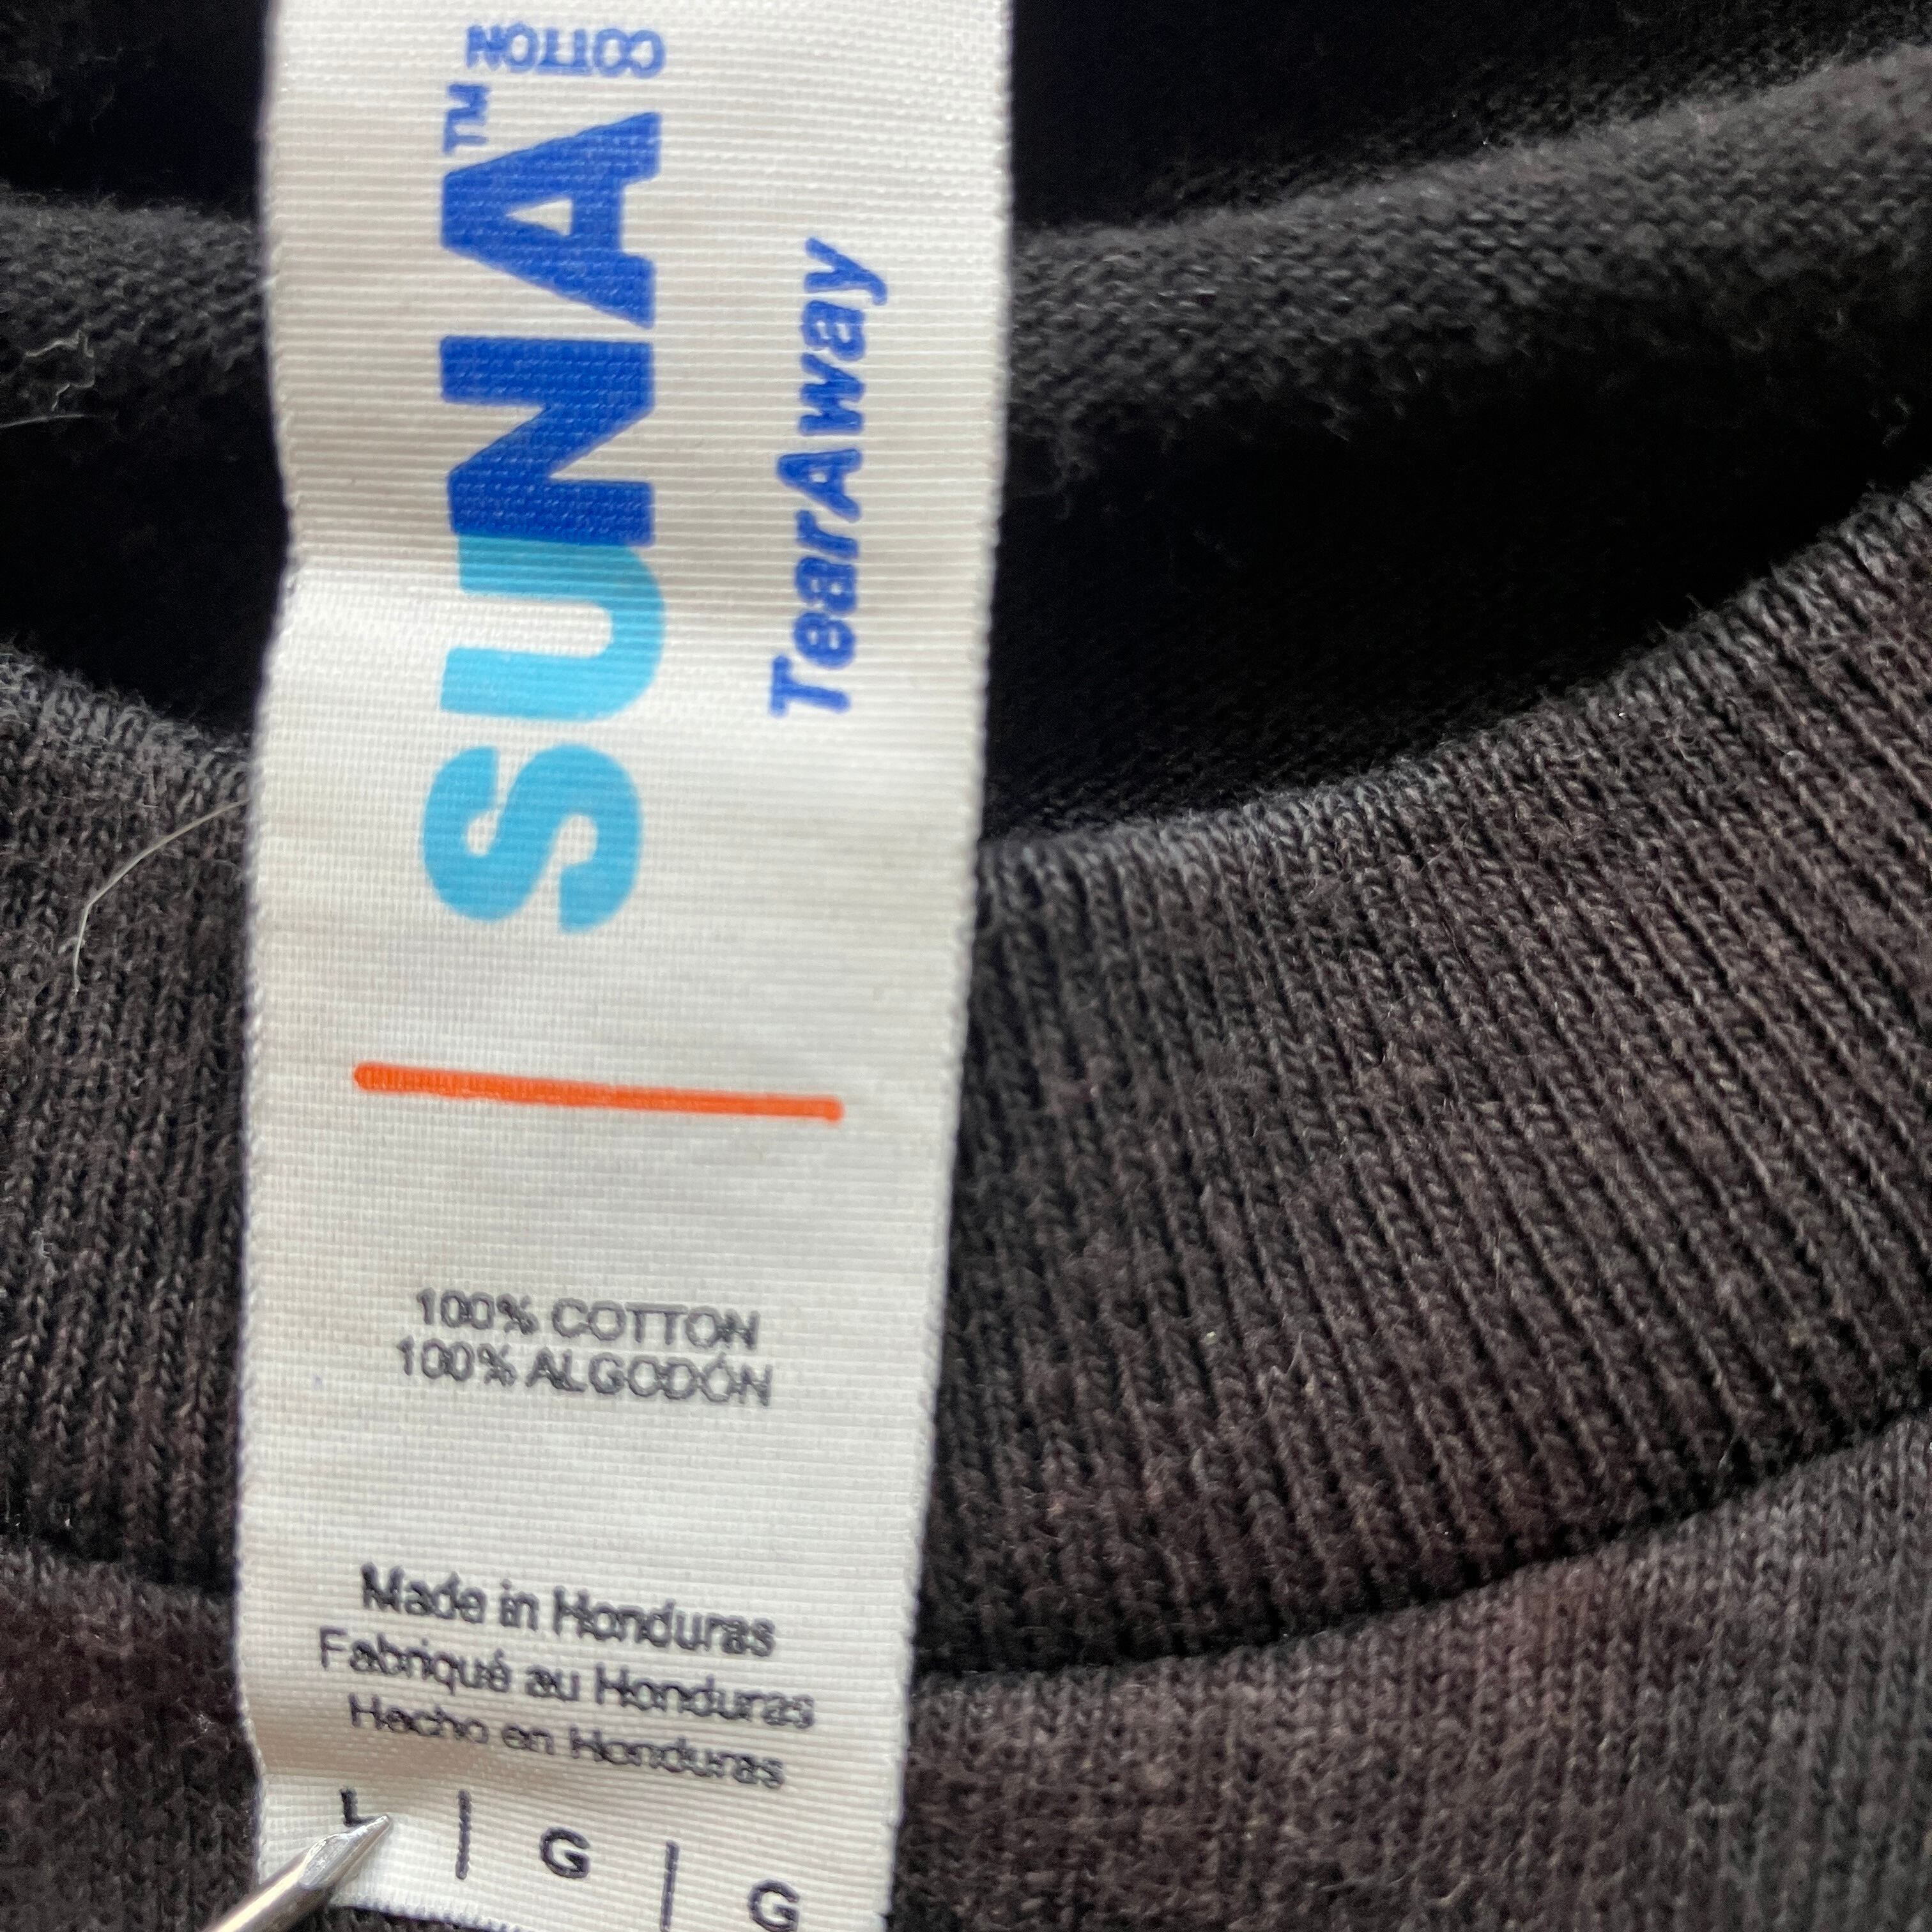 SUNA™
COTTON
TearAway
100% COTTON
100% ALGODÓN
Made in Honduras
Fabriqué au Honduras
Hecho en Honduras
L | G | G